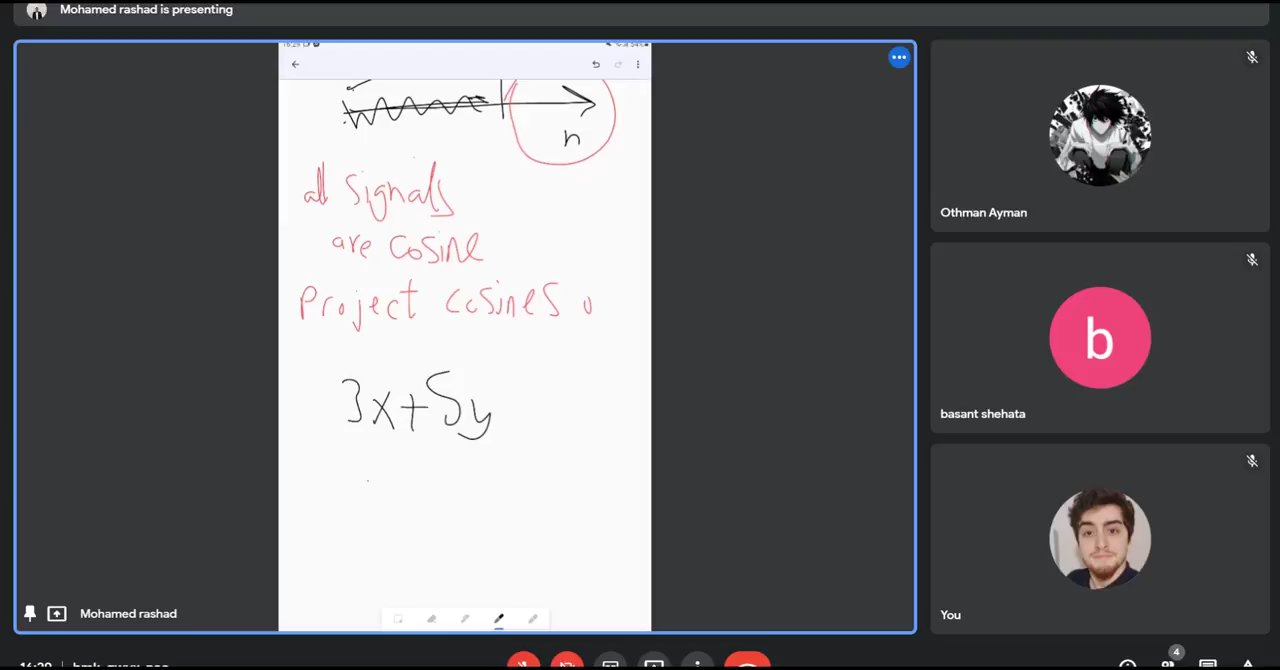 Mohamed rashad is presenting
n
all signals
are cosine
Project cosines o
3x+5y
Othman Ayman
b
basant shehata
You
Mohamed rashad
4